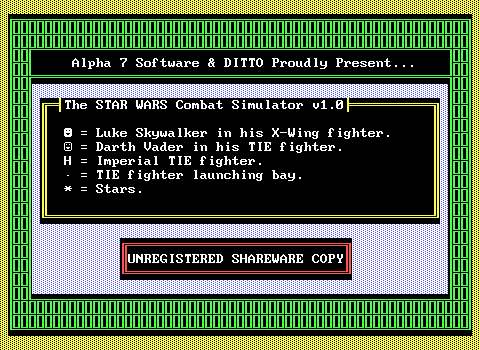 Alpha 7 Software & DITTO Proudly Present...
The STAR WARS Combat Simulator v1.0
☻ = Luke Skywalker in his X-Wing fighter.
☺ = Darth Vader in his TIE fighter.
H = Imperial TIE fighter.
· = TIE fighter launching bay.
* = Stars.
UNREGISTERED SHAREWARE COPY